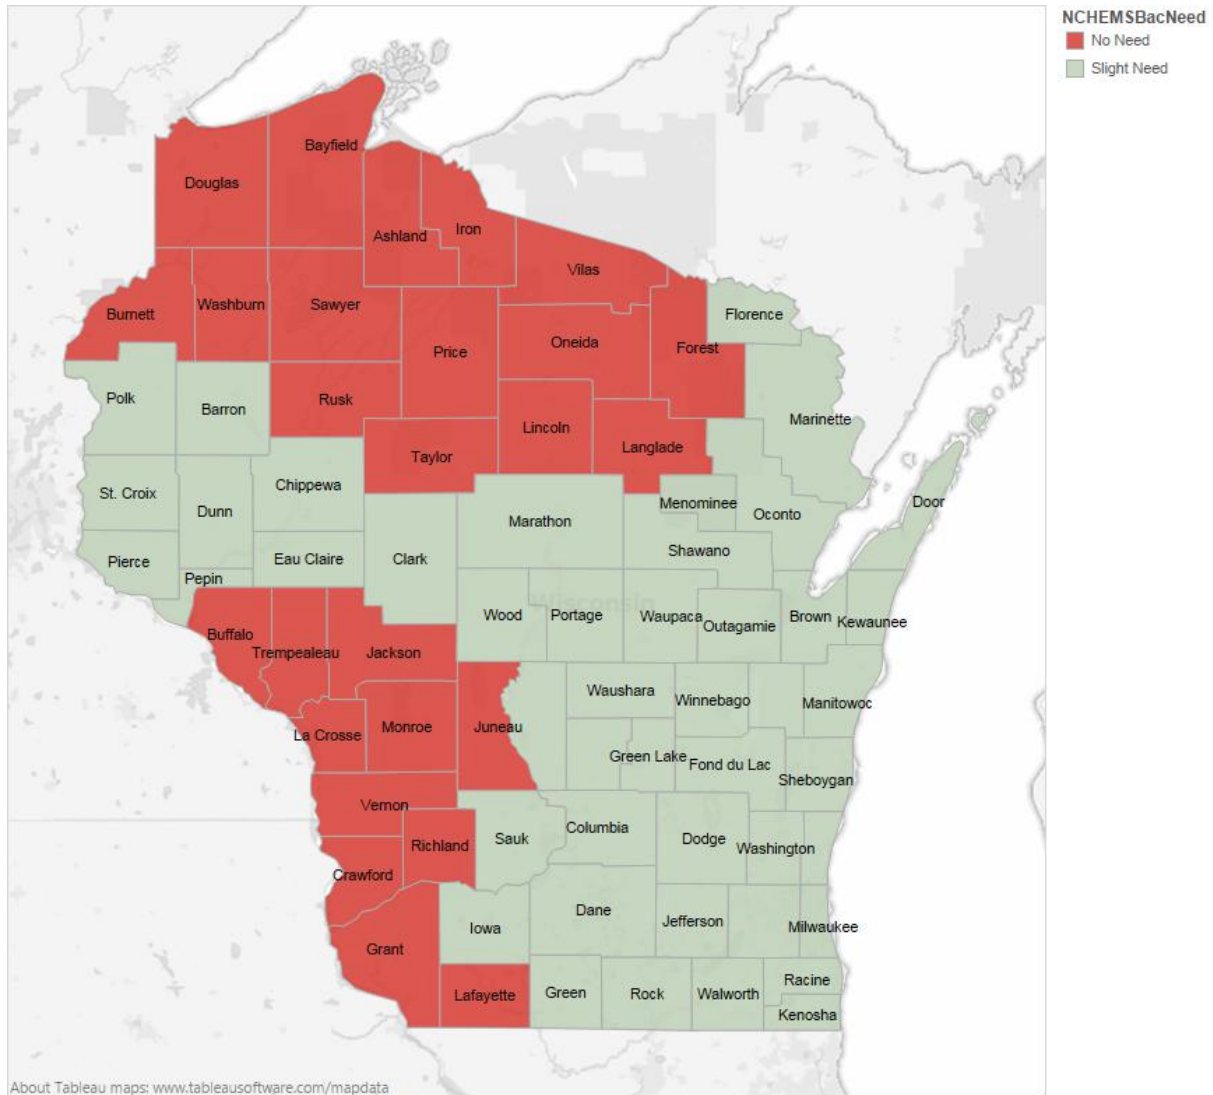 NCHEMSBacNeed
No Need
Slight Need
Bayfield
Douglas
Ashland
Iron
Vilas
Burnett
Washburn
Sawyer
Florence
Price
Oneida
Forest
Polk
Barron
Rusk
Lincoln
Langlade
Marinette
Taylor
St. Croix
Chippewa
Dunn
Marathon
Menominee
Oconto
Door
Pierce
Eau Claire
Clark
Shawano
Pepin
Wisconsin
Wood
Portage
Waupaca
Outagamie
Brown
Kewaunee
Buffalo
Trempealeau
Jackson
Waushara
Winnebago
Manitowoc
La Crosse
Monroe
Juneau
Green Lake
Fond du Lac
Sheboygan
Vernon
Richland
Sauk
Columbia
Dodge
Washington
Crawford
Dane
Jefferson
Milwaukee
Iowa
Grant
Lafayette
Green
Rock
Walworth
Racine
Kenosha
About Tableau maps: www.tableausoftware.com/mapdata